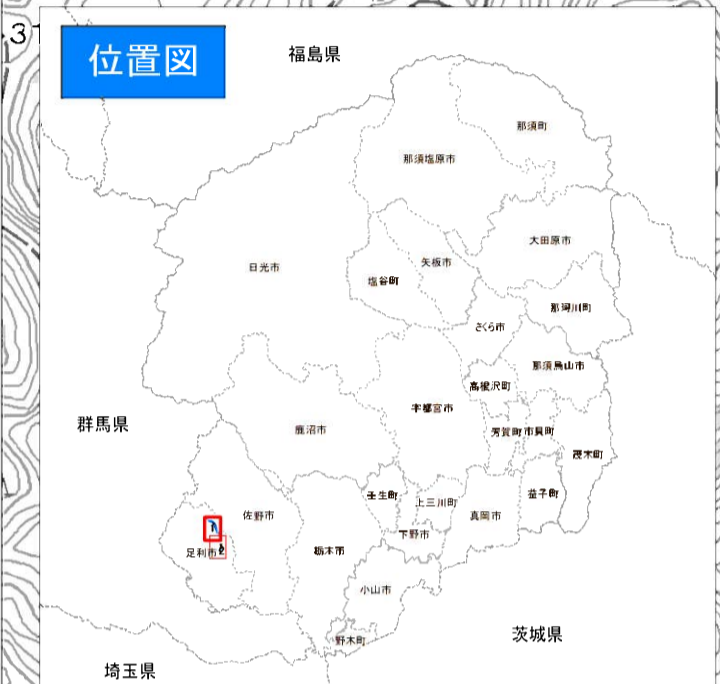 31
位置図
福島県
那須町
那須塩原市
大田原市
日光市
矢板市
塩谷町
那珂川町
さくら市
那須烏山市
高根沢町
宇都宮市
群馬県
鹿沼市
芳賀町
市貝町
茂木町
壬生町
上三川町
益子町
佐野市
真岡市
1
下野市
足利市
2
栃木市
小山市
野木町
茨城県
埼玉県